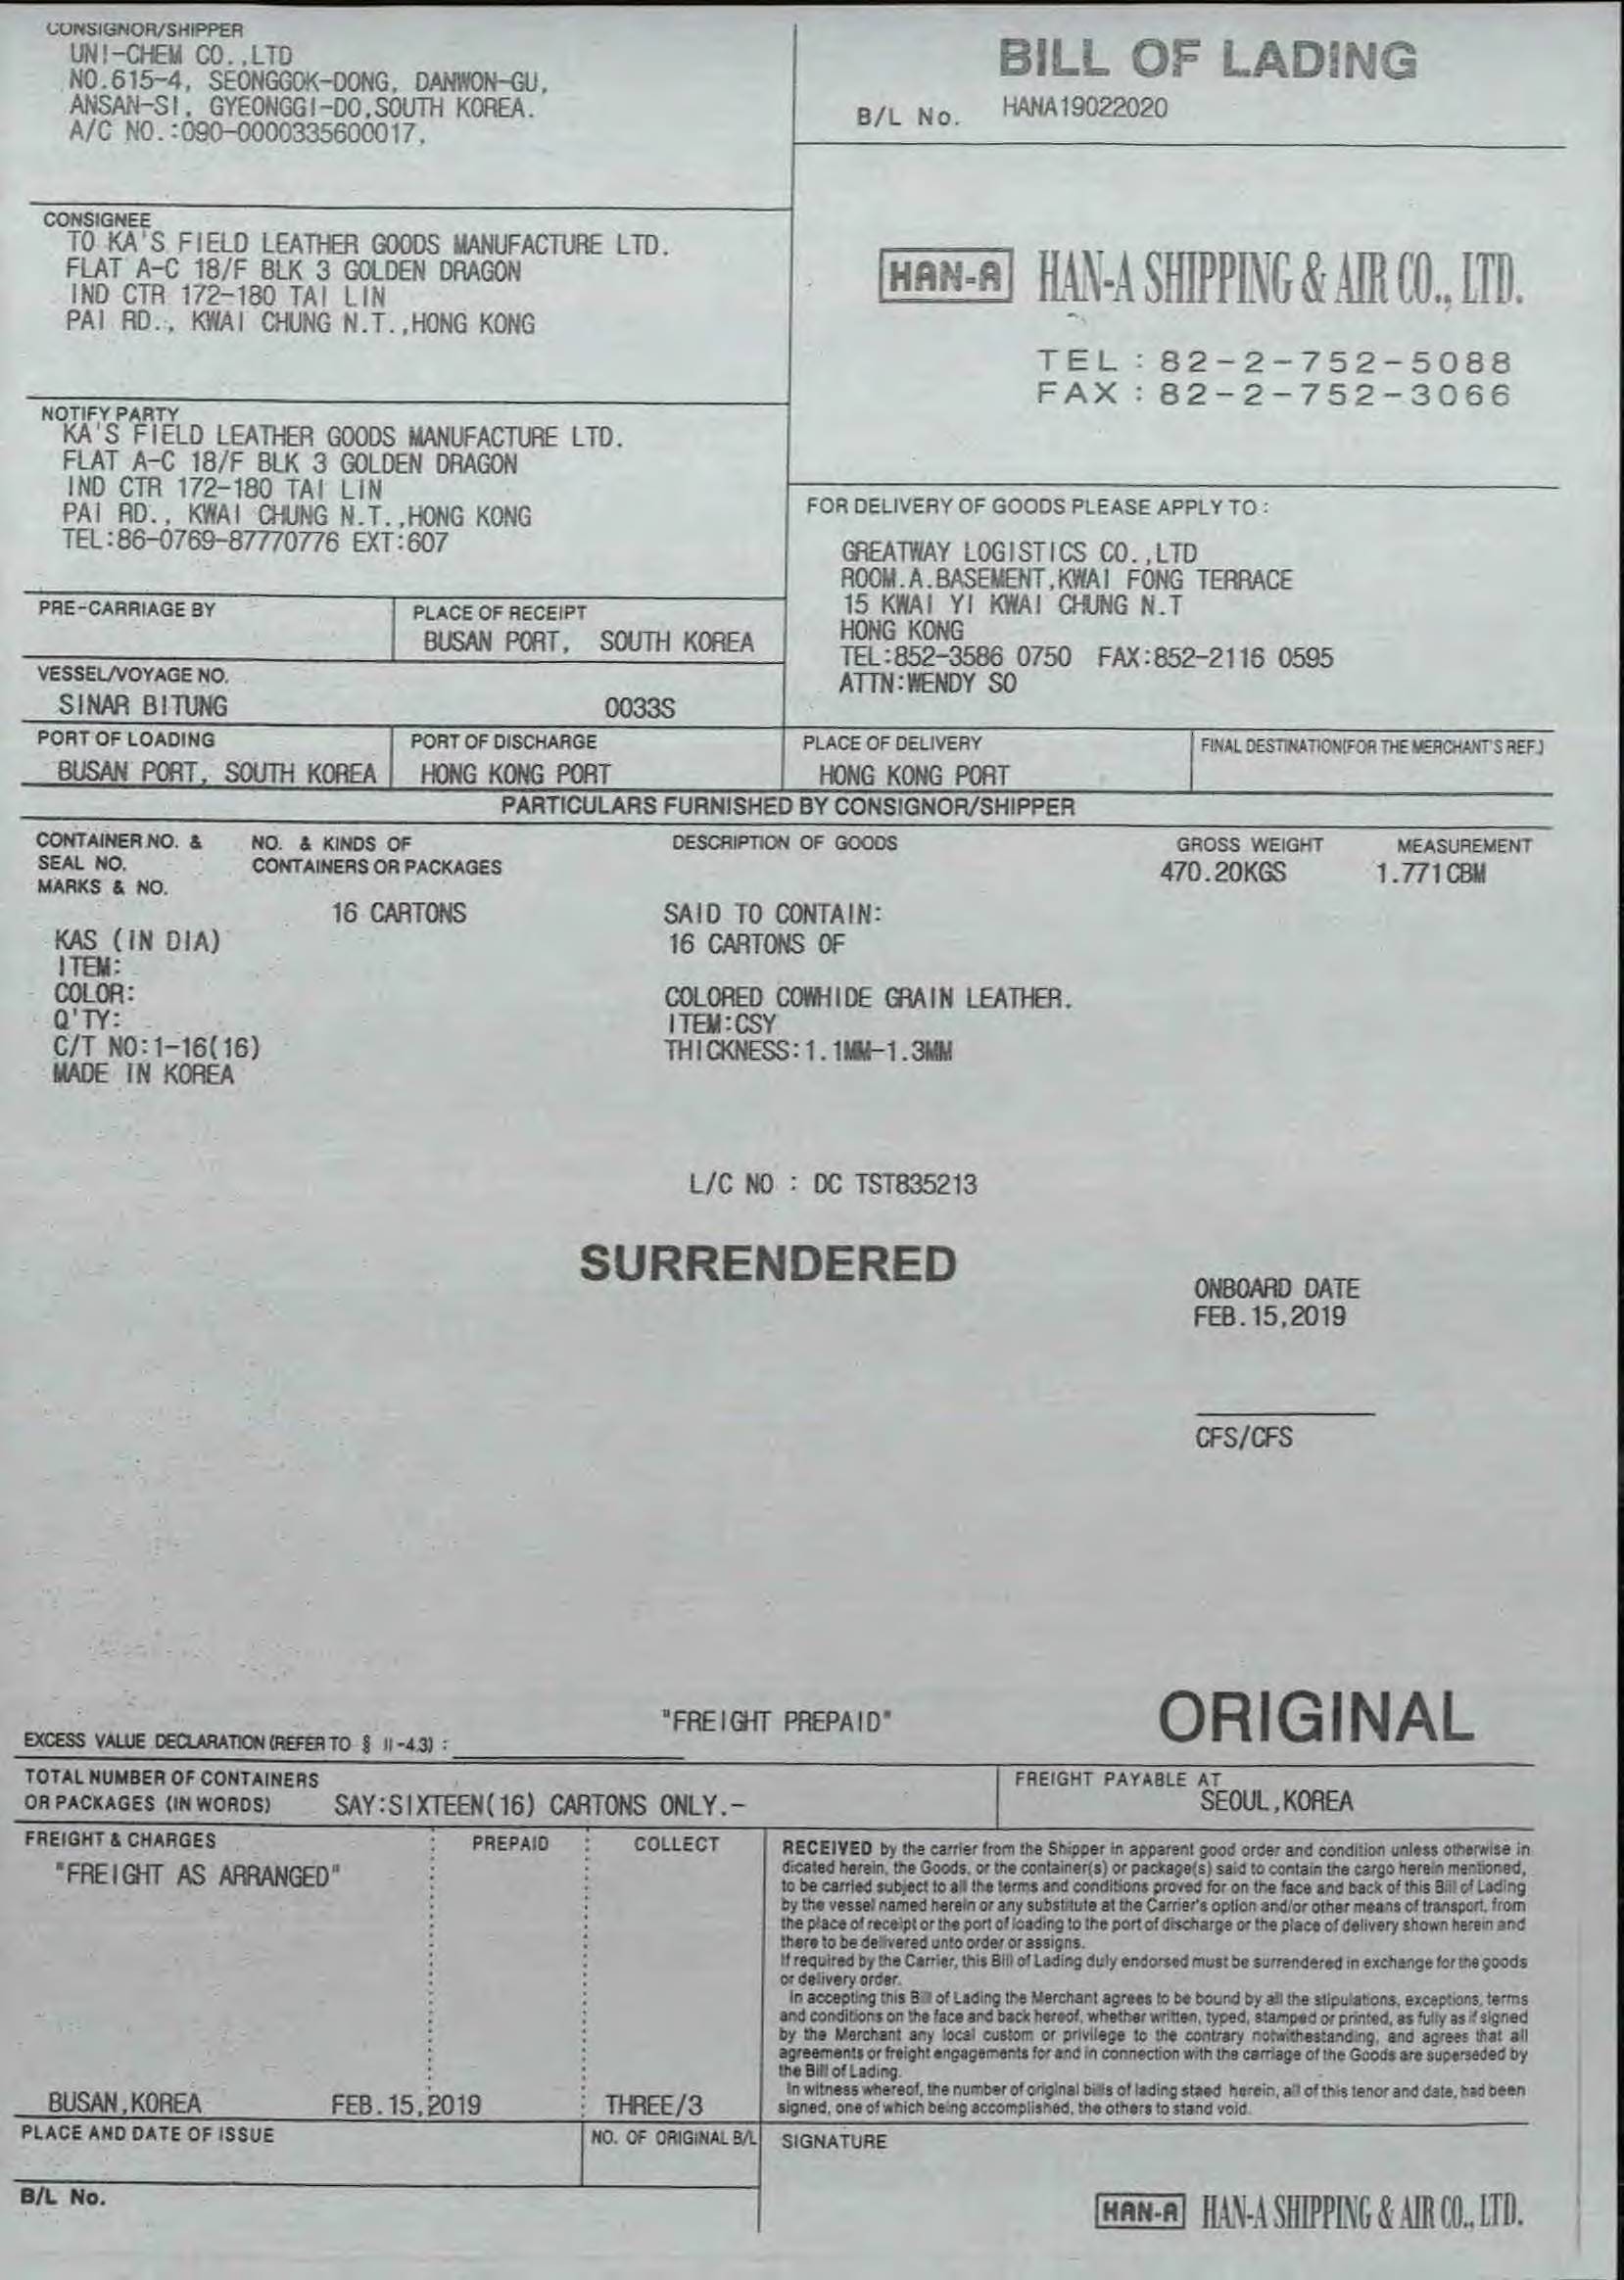 CONSIGNOR/SHIPPER
UNI-CHEM CO.,LTD
NO.615-4, SEONGGOK-DONG, DANWON-GU,
ANSAN-SI, GYEONGGI-DO,SOUTH KOREA.
A/C NO.:090-0000335600017,
BILL OF LADING
B/L No. HANA19022020
CONSIGNEE
TO KA'S FIELD LEATHER GOODS MANUFACTURE LTD.
FLAT A-C 18/F BLK 3 GOLDEN DRAGON
IND CTR 172-180 TAI LIN
PAI RD., KWAI CHUNG N.T.,HONG KONG
HAN-A HAN-A SHIPPING & AIR CO., LTD.
TEL : 82-2-752-5088
FAX : 82-2-752-3066
NOTIFY PARTY
KA'S FIELD LEATHER GOODS MANUFACTURE LTD.
FLAT A-C 18/F BLK 3 GOLDEN DRAGON
IND CTR 172-180 TAI LIN
PAI RD., KWAI CHUNG N.T.,HONG KONG
TEL:86-0769-87770776 EXT:607
FOR DELIVERY OF GOODS PLEASE APPLY TO :
GREATWAY LOGISTICS CO.,LTD
ROOM.A.BASEMENT,KWAI FONG TERRACE
15 KWAI YI KWAI CHUNG N.T
HONG KONG
TEL:852-3586 0750 FAX:852-2116 0595
ATTN:WENDY SO
PRE-CARRIAGE BY
PLACE OF RECEIPT
BUSAN PORT, SOUTH KOREA
VESSEL/VOYAGE NO.
SINAR BITUNG 0033S
PORT OF LOADING
BUSAN PORT, SOUTH KOREA
PORT OF DISCHARGE
HONG KONG PORT
PLACE OF DELIVERY
HONG KONG PORT
FINAL DESTINATION(FOR THE MERCHANT'S REF.)
PARTICULARS FURNISHED BY CONSIGNOR/SHIPPER
CONTAINER NO. &
SEAL NO.
MARKS & NO.
NO. & KINDS OF
CONTAINERS OR PACKAGES
DESCRIPTION OF GOODS
GROSS WEIGHT
470.20KGS
MEASUREMENT
1.771CBM
16 CARTONS
KAS (IN DIA)
ITEM:
COLOR:
Q'TY:
C/T NO:1-16(16)
MADE IN KOREA
SAID TO CONTAIN:
16 CARTONS OF
COLORED COWHIDE GRAIN LEATHER.
ITEM:CSY
THICKNESS:1.1MM-1.3MM
L/C NO : DC TST835213
SURRENDERED
ONBOARD DATE
FEB.15,2019
CFS/CFS
"FREIGHT PREPAID"
ORIGINAL
EXCESS VALUE DECLARATION (REFER TO § II-4.3) :
TOTAL NUMBER OF CONTAINERS
OR PACKAGES (IN WORDS) SAY:SIXTEEN(16) CARTONS ONLY.-
FREIGHT PAYABLE AT
SEOUL,KOREA
FREIGHT & CHARGES PREPAID COLLECT
"FREIGHT AS ARRANGED"
RECEIVED by the carrier from the Shipper in apparent good order and condition unless otherwise in
dicated herein, the Goods, or the container(s) or package(s) said to contain the cargo herein mentioned,
to be carried subject to all the terms and conditions proved for on the face and back of this Bill of Lading
by the vessel named herein or any substitute at the Carrier's option and/or other means of transport, from
the place of receipt or the port of loading to the port of discharge or the place of delivery shown herein and
there to be delivered unto order or assigns.
If required by the Carrier, this Bill of Lading duly endorsed must be surrendered in exchange for the goods
or delivery order.
In accepting this Bill of Lading the Merchant agrees to be bound by all the stipulations, exceptions, terms
and conditions on the face and back hereof, whether written, typed, stamped or printed, as fully as if signed
by the Merchant any local custom or privilege to the contrary notwithestanding, and agrees that all
agreements or freight engagements for and in connection with the carriage of the Goods are superseded by
the Bill of Lading.
In witness whereof, the number of original bills of lading staed herein, all of this tenor and date, had been
signed, one of which being accomplished, the others to stand void.
BUSAN,KOREA FEB.15,2019 THREE/3
PLACE AND DATE OF ISSUE
NO. OF ORIGINAL B/L
SIGNATURE
B/L No.
HAN-A HAN-A SHIPPING & AIR CO., LTD.